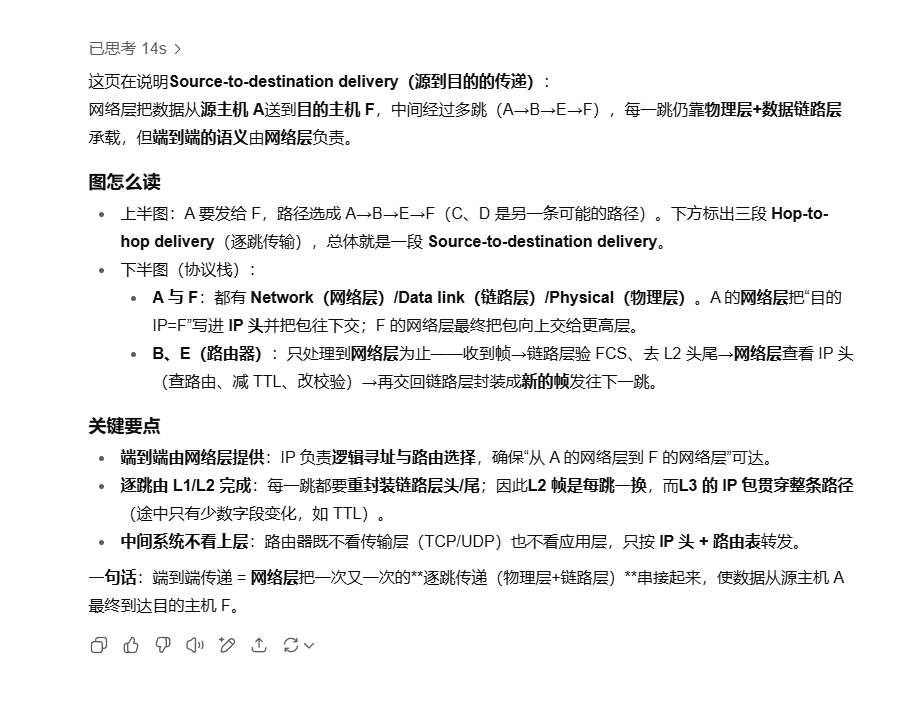 已思考 14s >
这页在说明Source-to-destination delivery（源到目的的传递）：
网络层把数据从源主机 A送到目的主机 F，中间经过多跳（A→B→E→F），每一跳仍靠物理层+数据链路层
承载，但端到端的语义由网络层负责。
图怎么读
• 上半图：A 要发给 F，路径选成 A→B→E→F（C、D 是另一条可能的路径）。下方标出三段 Hop-to-
hop delivery（逐跳传输），总体就是一段 Source-to-destination delivery。
• 下半图（协议栈）：
• A 与 F：都有 Network（网络层）/Data link（链路层）/Physical（物理层）。A 的网络层把“目的
IP=F”写进 IP 头并把包往下交；F 的网络层最终把包向上交给更高层。
• B、E（路由器）：只处理到网络层为止——收到帧→链路层验 FCS、去 L2 头尾→网络层查看 IP 头
（查路由、减 TTL、改校验）→再交回链路层封装成新的帧发往下一跳。
关键要点
• 端到端由网络层提供：IP 负责逻辑寻址与路由选择，确保“从 A 的网络层到 F 的网络层”可达。
• 逐跳由 L1/L2 完成：每一跳都要重封装链路层头/尾；因此L2 帧是每跳一换，而L3 的 IP 包贯穿整条路径
（途中只有少数字段变化，如 TTL）。
• 中间系统不看上层：路由器既不看传输层（TCP/UDP）也不看应用层，只按 IP 头 + 路由表转发。
一句话：端到端传递 = 网络层把一次又一次的**逐跳传递（物理层+链路层）**串接起来，使数据从源主机 A
最终到达目的主机 F。